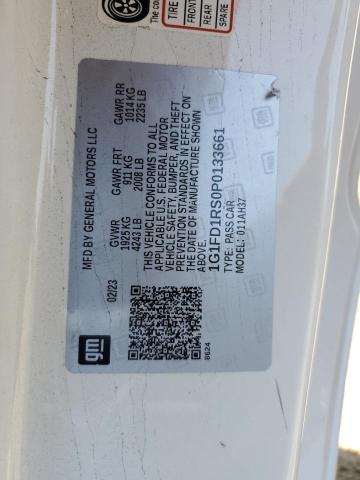 The combined
TIRE
FRONT
REAR
SPARE
MFD BY GENERAL MOTORS LLC
02/23
GVWR
1925 KG
4243 LB
GAWR FRT
911 KG
2008 LB
GAWR RR
1014 KG
2235 LB
THIS VEHICLE CONFORMS TO ALL
APPLICABLE U.S. FEDERAL MOTOR
VEHICLE SAFETY, BUMPER, AND THEFT
PREVENTION STANDARDS IN EFFECT ON
THE DATE OF MANUFACTURE SHOWN
ABOVE.
1G1FD1RS0P0133661
TYPE: PASS CAR
MODEL: 011AH37
gm
8624